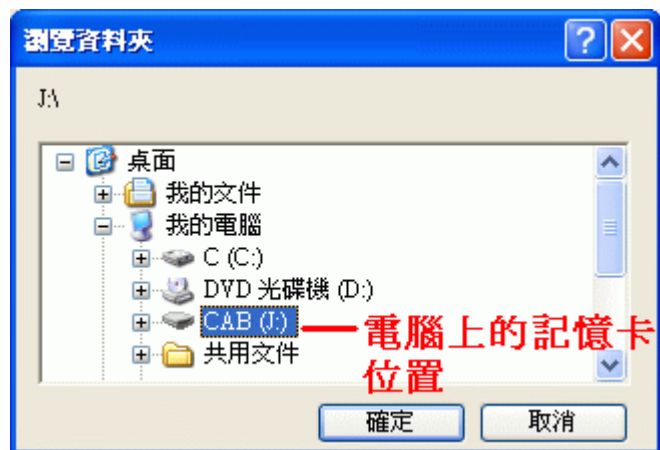 瀏覽資料夾
J:\
桌面
我的文件
我的電腦
C (C:)
DVD 光碟機 (D:)
CAB (J:)
電腦上的記憶卡
位置
共用文件
確定
取消